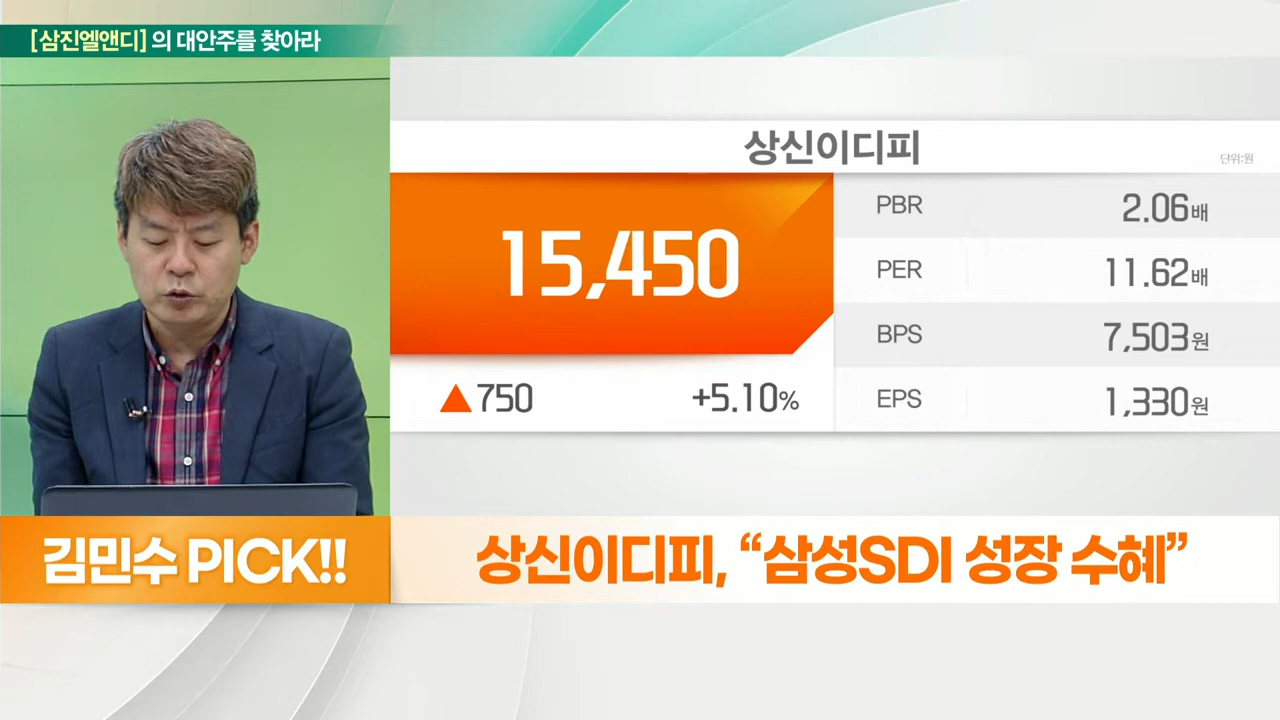 [삼진엘앤디]의 대안주를 찾아라
상신이디피
단위:원
15,450
▲750 +5.10%
PBR 2.06배
PER 11.62배
BPS 7,503원
EPS 1,330원
김민수 PICK!!
상신이디피, “삼성SDI 성장 수혜”